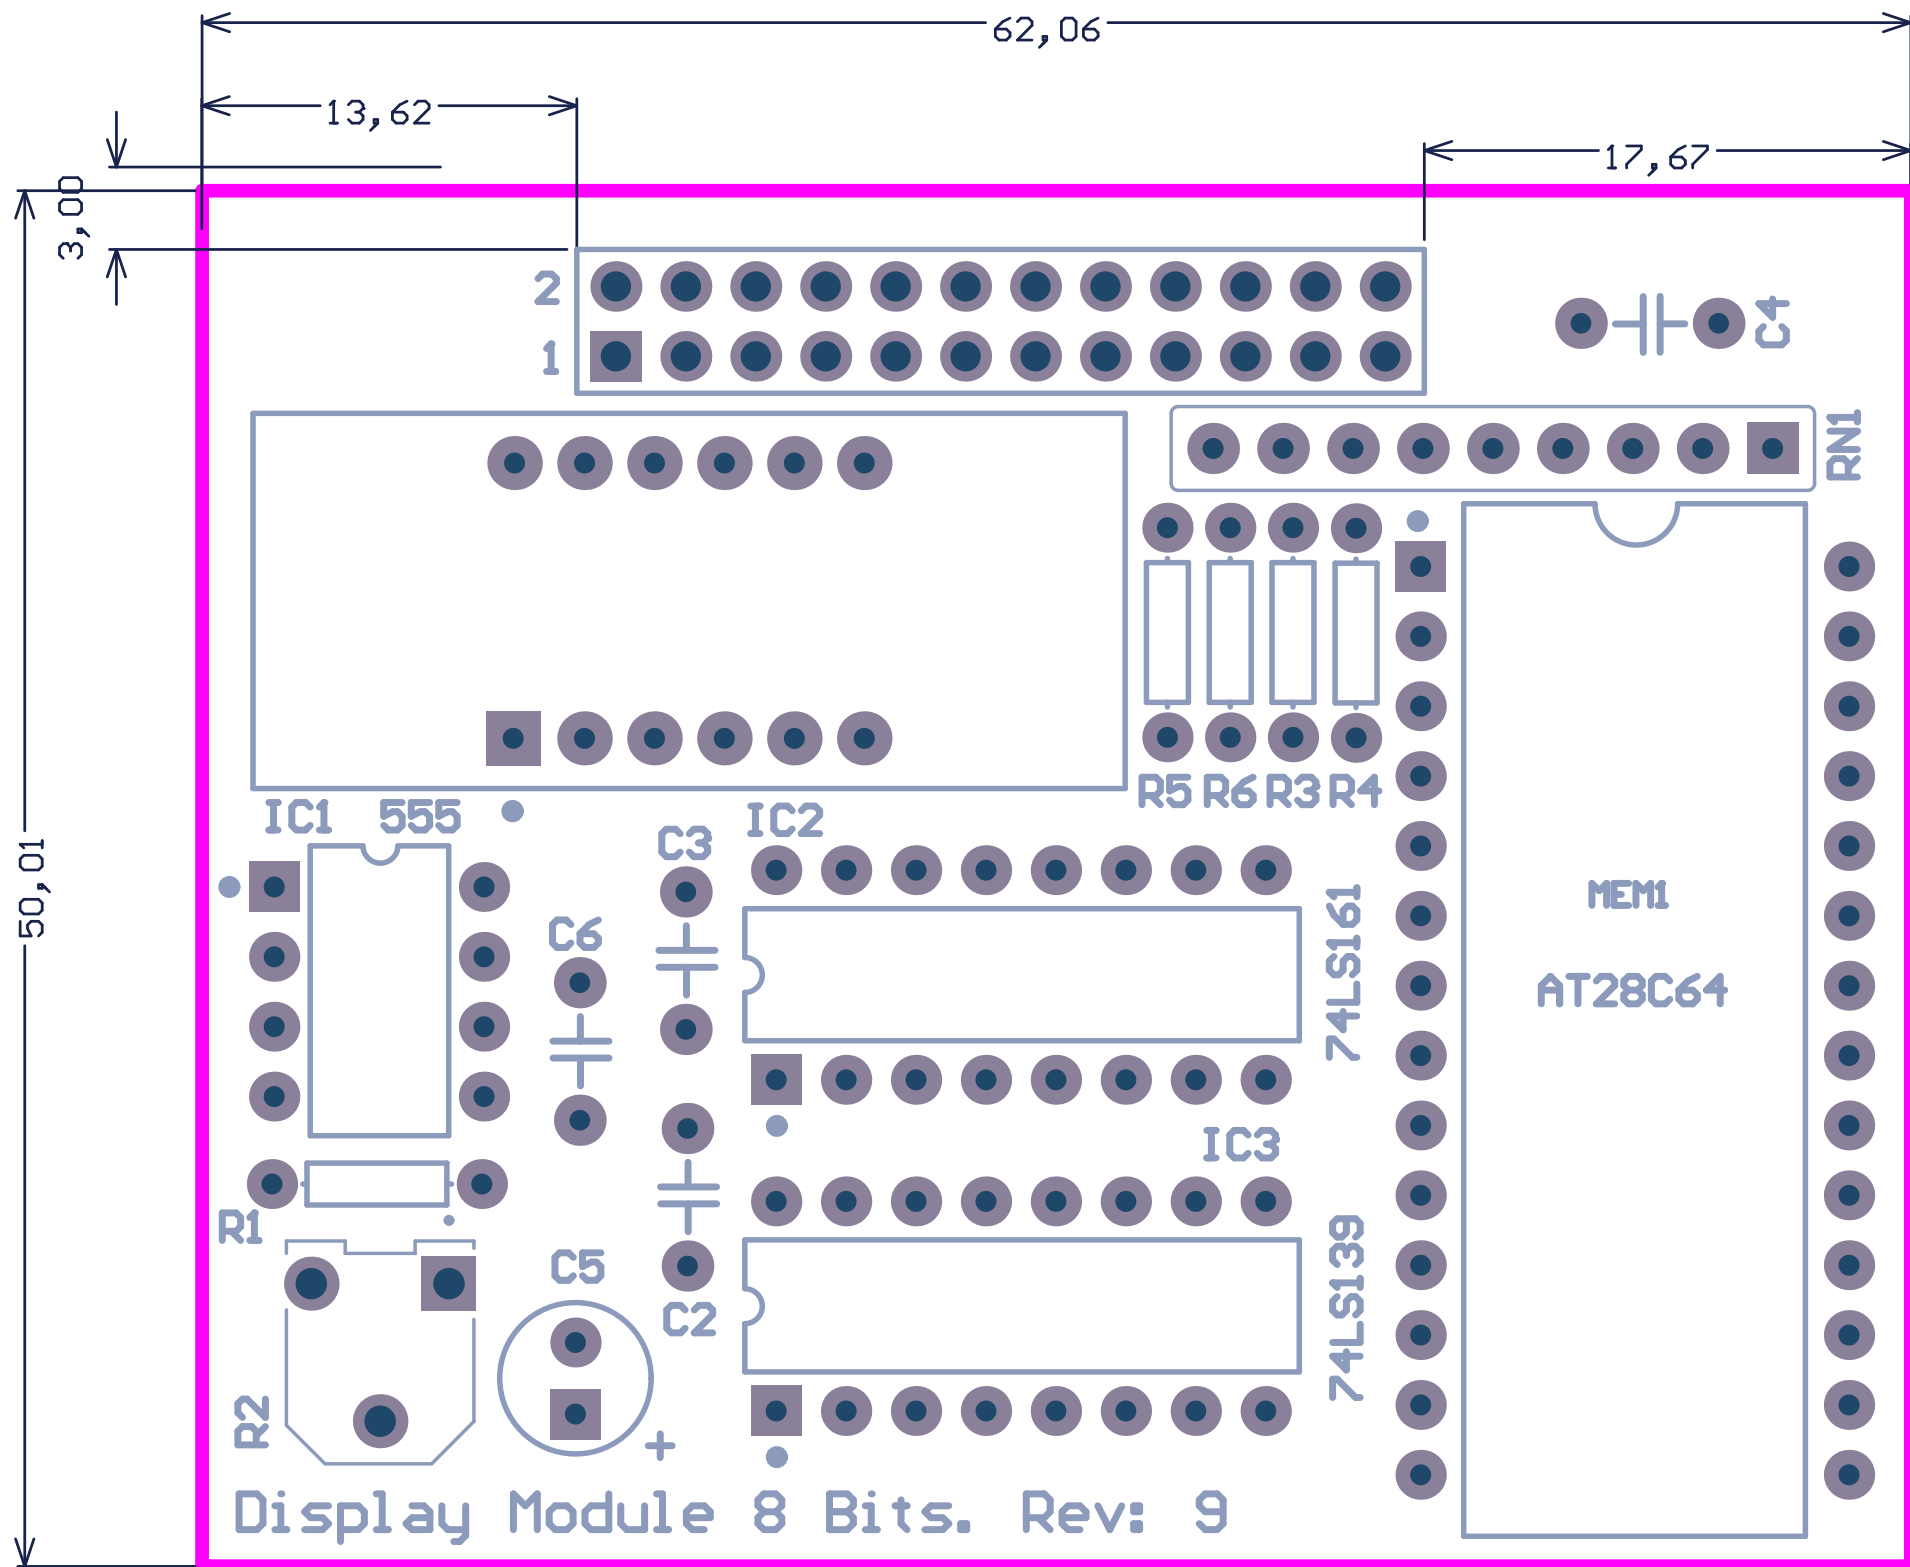 62,06
13,62
17,67
3,00
2
1
C4
RN1
R5 R6 R3 R4
IC1 555
IC2
C3
50,01
C6
74LS161
MEM1
AT28C64
IC3
R1
C5
C2
74LS139
R2
+
Display Module 8 Bits. Rev: 9